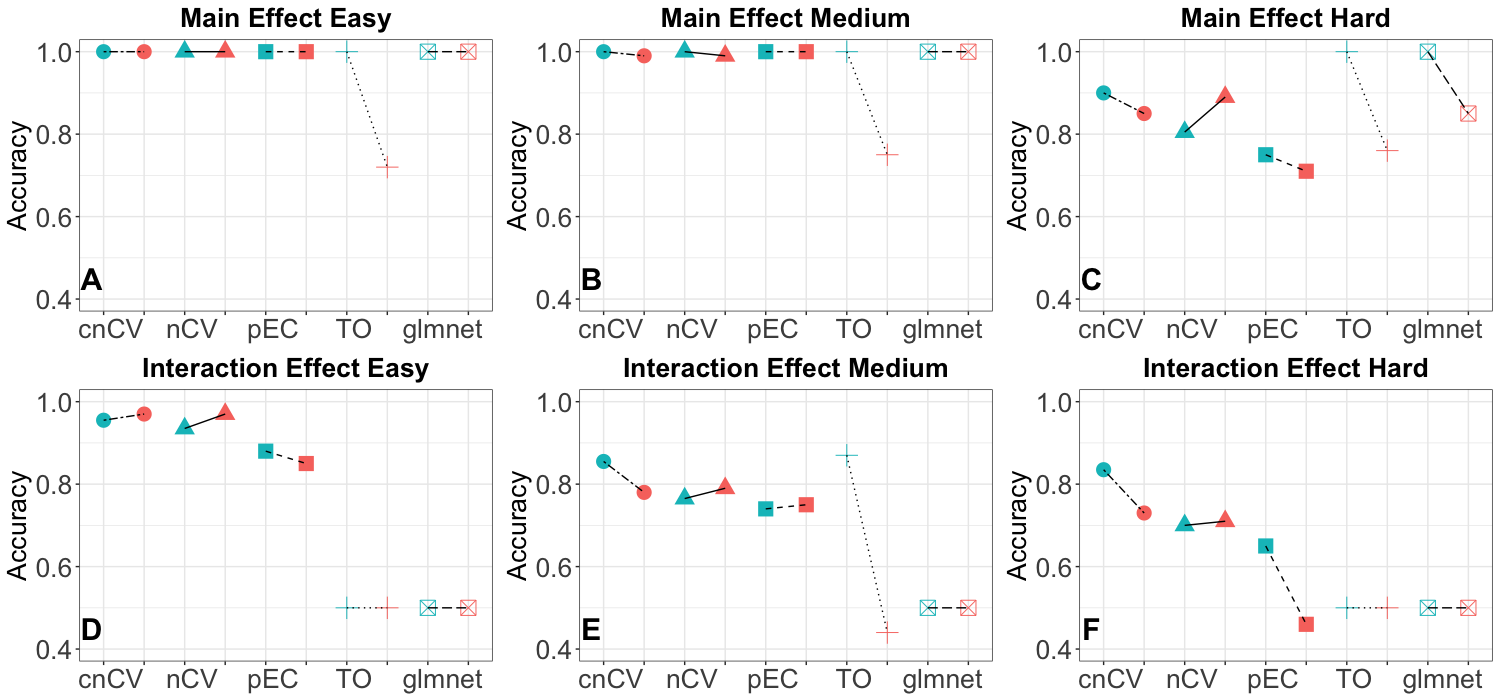 Main Effect Easy
Accuracy
1.0
0.8
0.6
0.4
A
cnCV nCV pEC TO glmnet
Main Effect Medium
Accuracy
1.0
0.8
0.6
0.4
B
cnCV nCV pEC TO glmnet
Main Effect Hard
Accuracy
1.0
0.8
0.6
0.4
C
cnCV nCV pEC TO glmnet
Interaction Effect Easy
Accuracy
1.0
0.8
0.6
0.4
D
cnCV nCV pEC TO glmnet
Interaction Effect Medium
Accuracy
1.0
0.8
0.6
0.4
E
cnCV nCV pEC TO glmnet
Interaction Effect Hard
Accuracy
1.0
0.8
0.6
0.4
F
cnCV nCV pEC TO glmnet